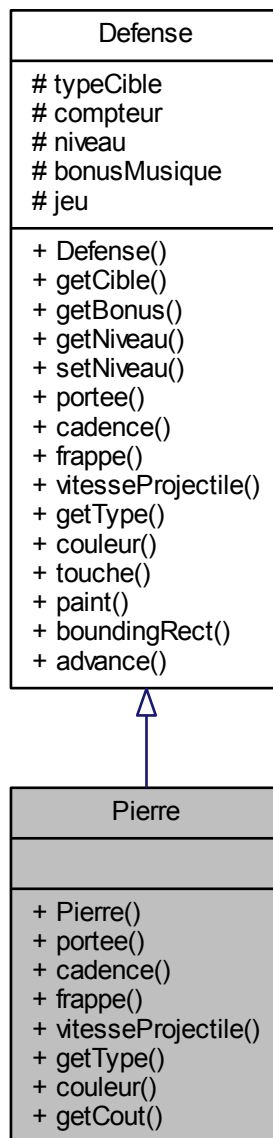 Defense
# typeCible
# compteur
# niveau
# bonusMusique
# jeu
+ Defense()
+ getCible()
+ getBonus()
+ getNiveau()
+ setNiveau()
+ portee()
+ cadence()
+ frappe()
+ vitesseProjectile()
+ getType()
+ couleur()
+ touche()
+ paint()
+ boundingRect()
+ advance()
Pierre
+ Pierre()
+ portee()
+ cadence()
+ frappe()
+ vitesseProjectile()
+ getType()
+ couleur()
+ getCout()